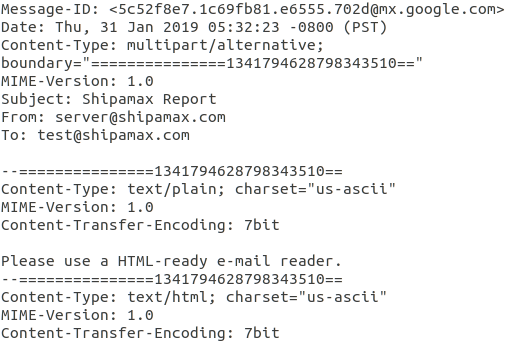 Message-ID: <5c52f8e7.1c69fb81.e6555.702d@mx.google.com>
Date: Thu, 31 Jan 2019 05:32:23 -0800 (PST)
Content-Type: multipart/alternative;
boundary="===============1341794628798343510=="
MIME-Version: 1.0
Subject: Shipamax Report
From: server@shipamax.com
To: test@shipamax.com

--===============1341794628798343510==
Content-Type: text/plain; charset="us-ascii"
MIME-Version: 1.0
Content-Transfer-Encoding: 7bit

Please use a HTML-ready e-mail reader.
--===============1341794628798343510==
Content-Type: text/html; charset="us-ascii"
MIME-Version: 1.0
Content-Transfer-Encoding: 7bit